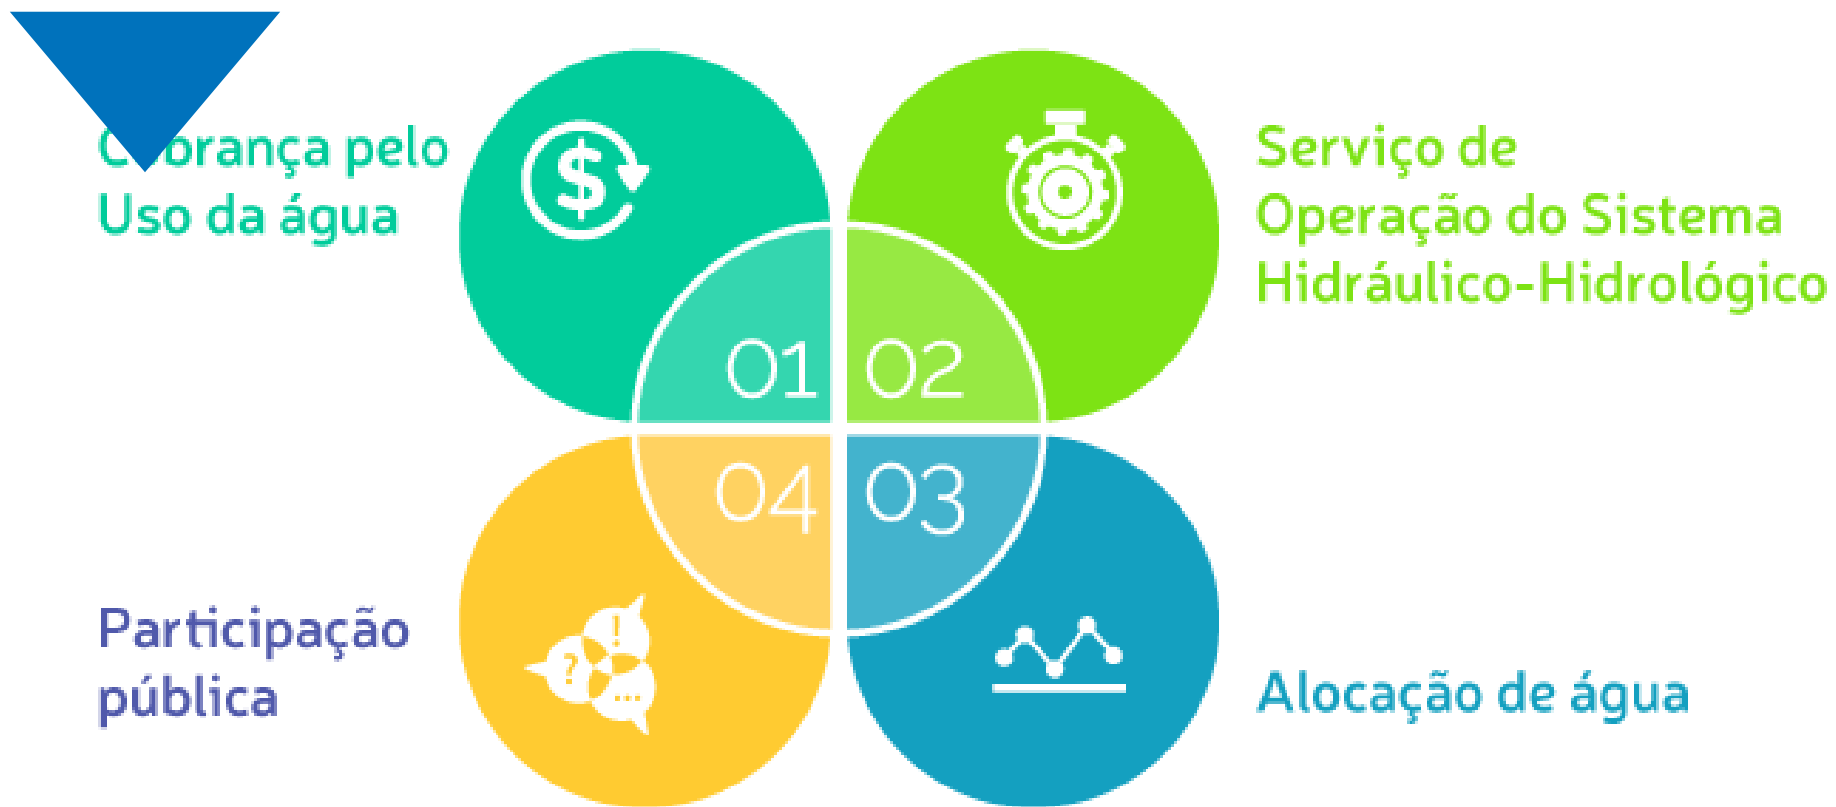 pelo
Uso da água
01
Serviço de
Operação do Sistema
Hidráulico-Hidrológico
02
Participação
pública
04
! ? ...
Alocação de água
03
$